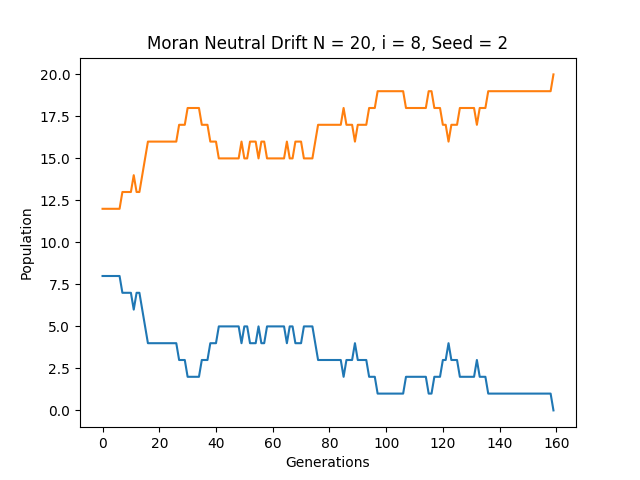 Moran Neutral Drift N = 20, i = 8, Seed = 2
20.0
17.5
15.0
12.5
10.0
7.5
5.0
2.5
0.0
Population
0 20 40 60 80 100 120 140 160
Generations